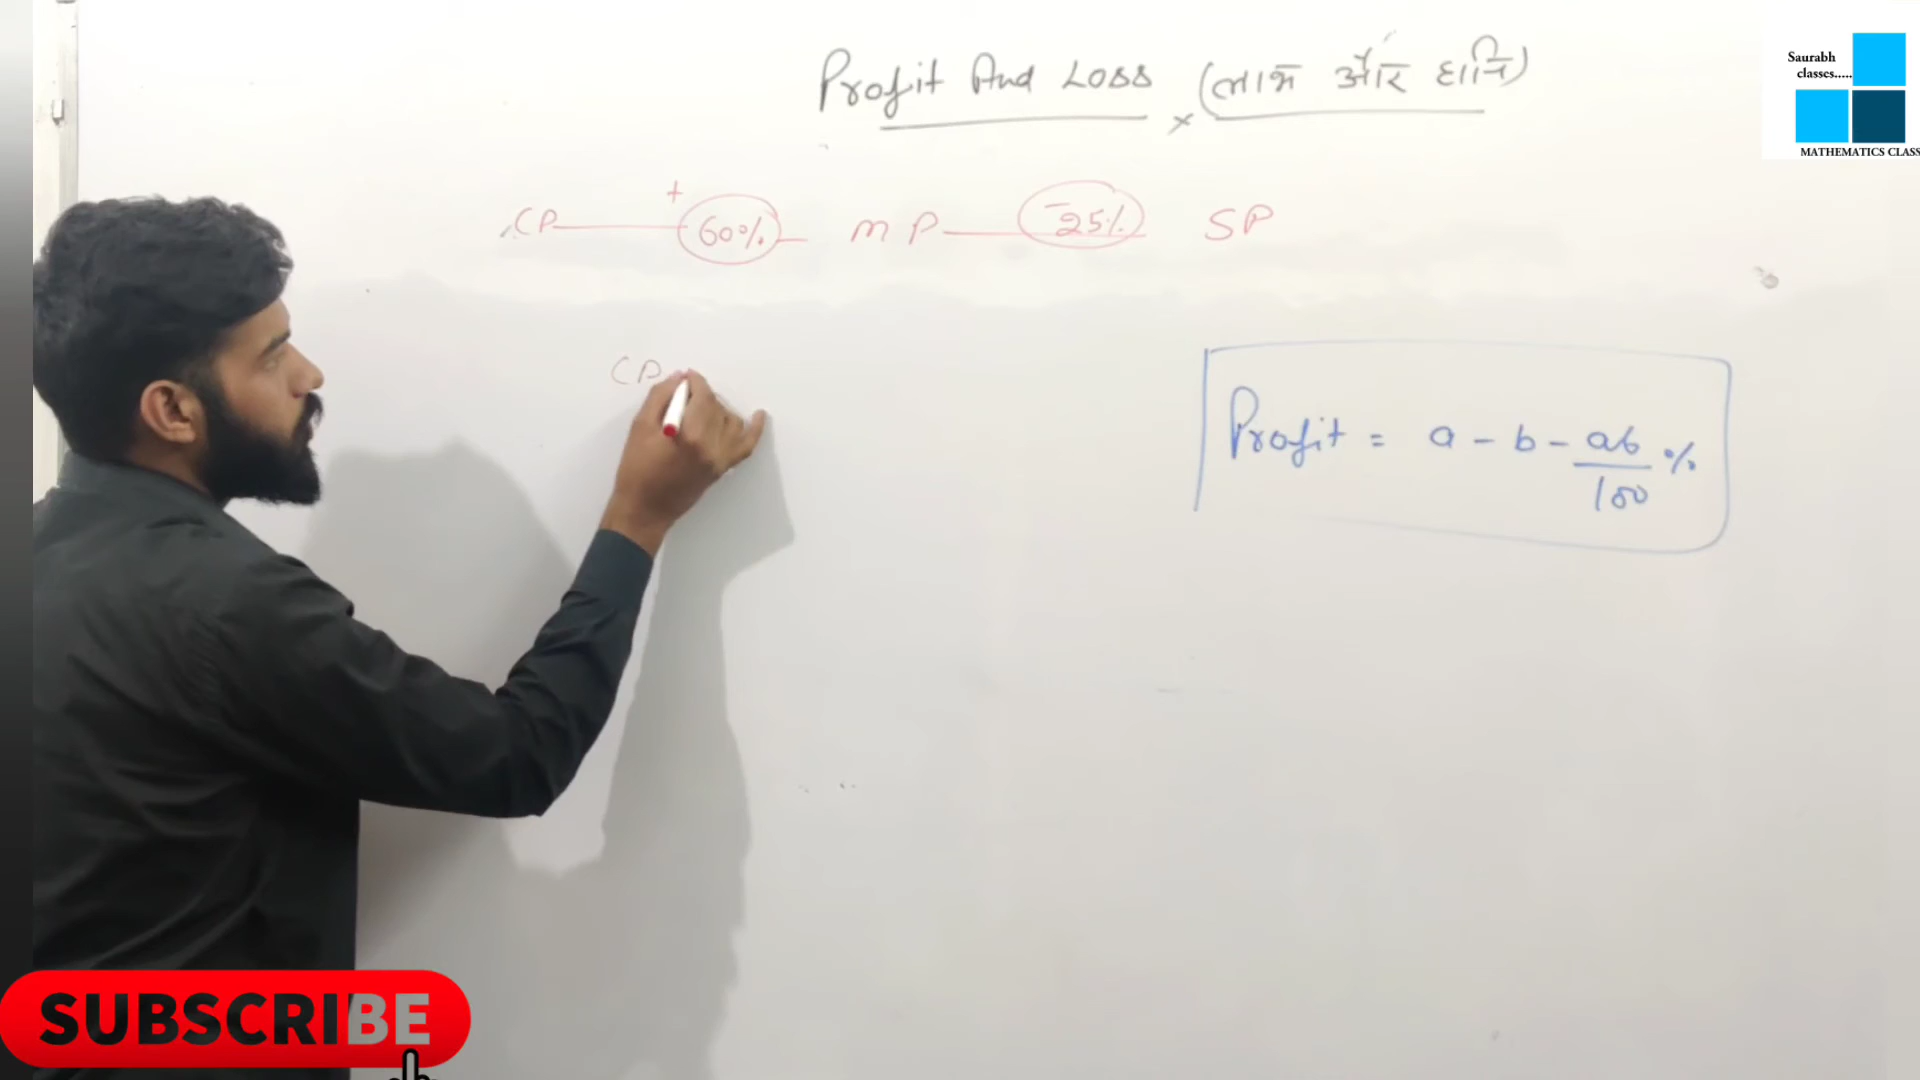 Profit And Loss (लाभ और हानि)
Saurabh
classes.....
MATHEMATICS CLASS
CP + 60% MP -25% SP
CP
Profit = a - b - ab/100 %
SUBSCRIBE